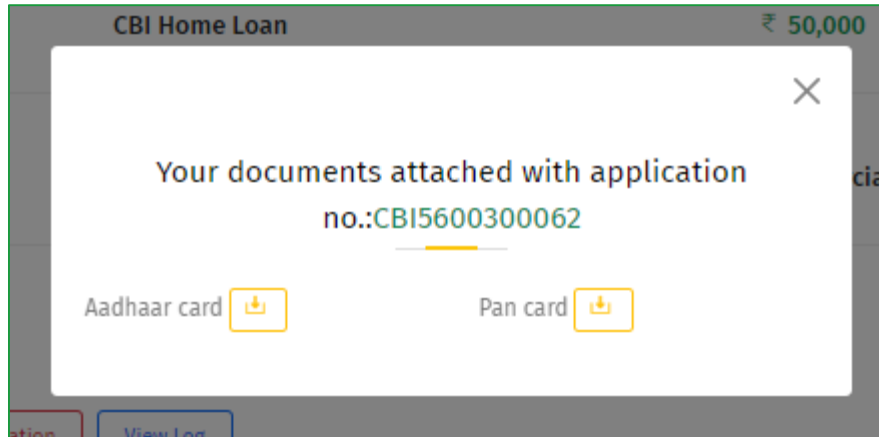 CBI Home Loan ₹ 50,000
Your documents attached with application
no.:CBI5600300062
Aadhaar card Pan card
View Log